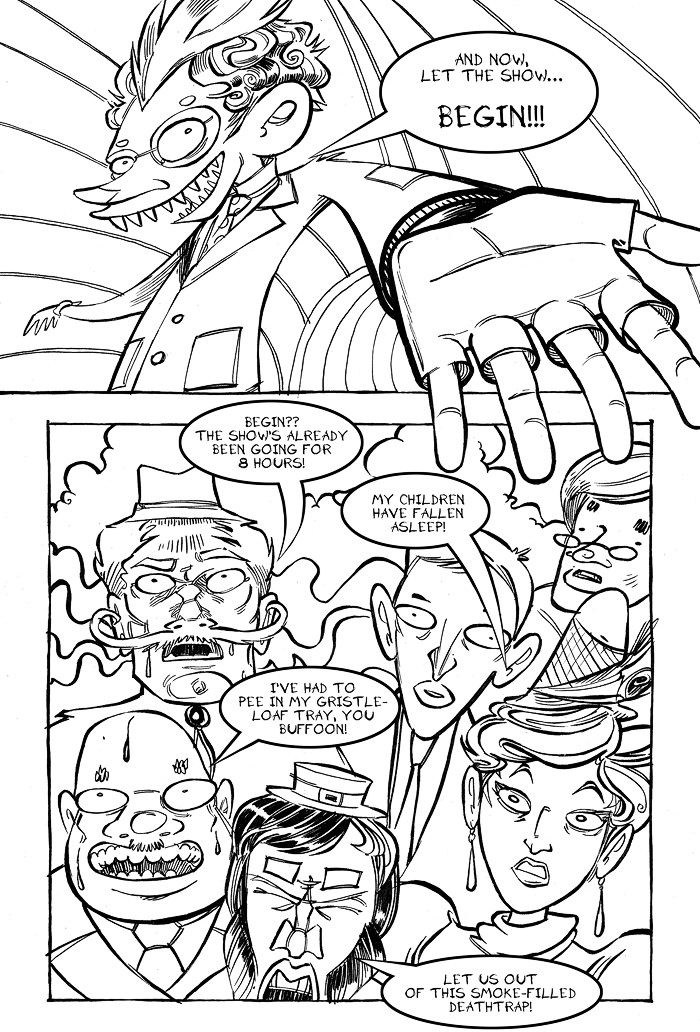 AND NOW,
LET THE SHOW...
BEGIN!!!
BEGIN??
THE SHOW'S ALREADY
BEEN GOING FOR
8 HOURS!
MY CHILDREN
HAVE FALLEN
ASLEEP!
I'VE HAD TO
PEE IN MY GRISTLE-
LOAF TRAY, YOU
BUFFOON!
LET US OUT
OF THIS SMOKE-FILLED
DEATHTRAP!